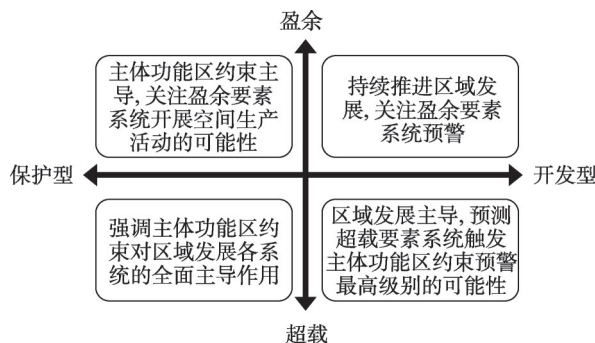 盈余
主体功能区约束主
导, 关注盈余要素
系统开展空间生产
活动的可能性
持续推进区域发
展, 关注盈余要素
系统预警
保护型
开发型
强调主体功能区约
束对区域发展各系
统的全面主导作用
区域发展主导, 预测
超载要素系统触发
主体功能区约束预警
最高级别的可能性
超载